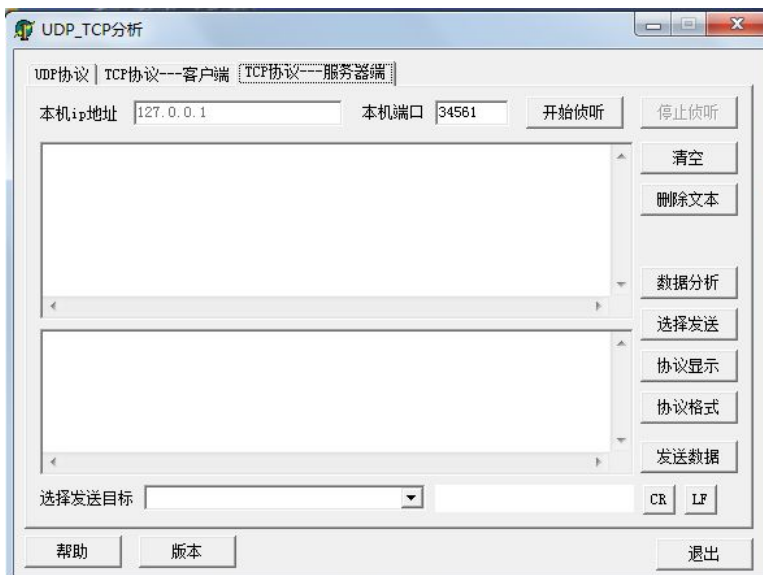 UDP_TCP分析
UDP协议 TCP协议---客户端 TCP协议---服务器端
本机ip地址 127.0.0.1 本机端口 34561 开始侦听 停止侦听
清空
删除文本
数据分析
选择发送
协议显示
协议格式
发送数据
选择发送目标 CR LF
帮助 版本 退出